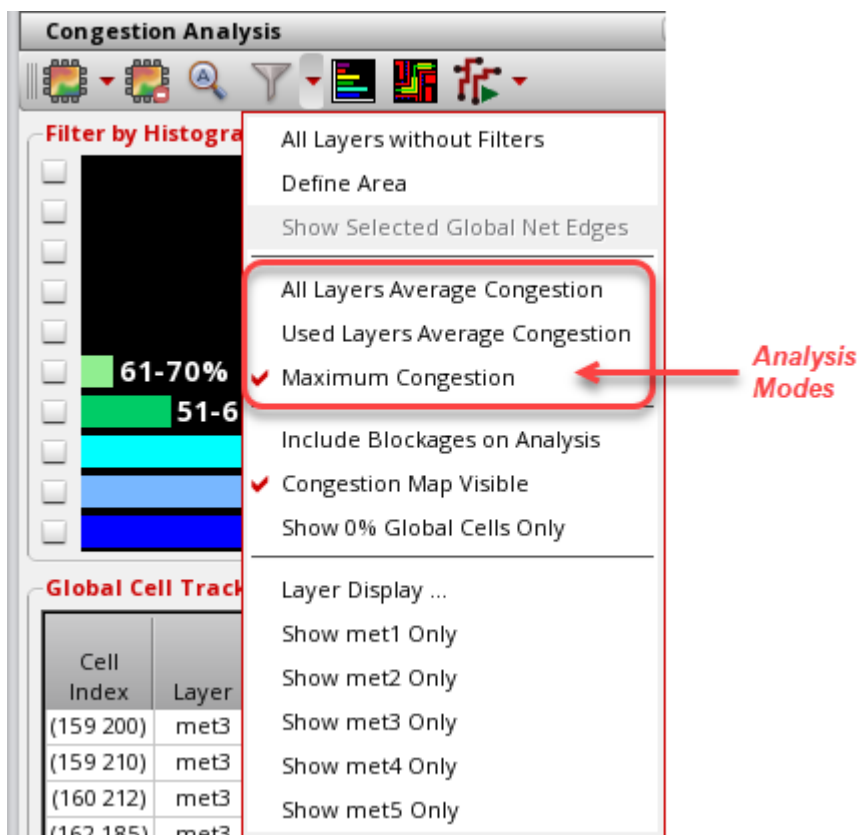 Congestion Analysis
Filter by Histogra
All Layers without Filters
Define Area
Show Selected Global Net Edges
All Layers Average Congestion
Used Layers Average Congestion
Maximum Congestion
Analysis
Modes
61-70%
51-6
Include Blockages on Analysis
Congestion Map Visible
Show 0% Global Cells Only
Global Cell Track
Layer Display ...
Show met1 Only
Show met2 Only
Show met3 Only
Show met4 Only
Show met5 Only
Cell
Index
Layer
(159 200) met3
(159 210) met3
(160 212) met3
(162 185) met3